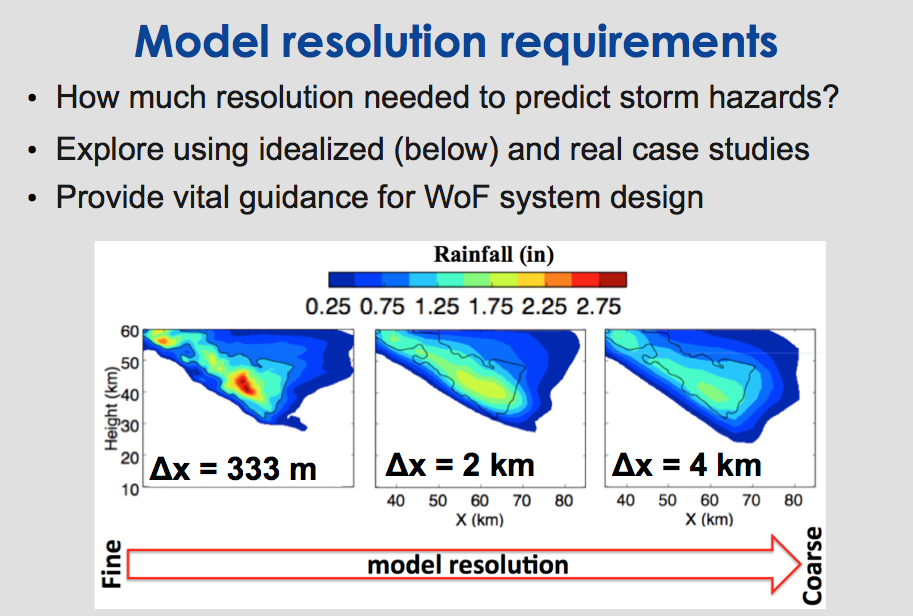 Model resolution requirements
• How much resolution needed to predict storm hazards?
• Explore using idealized (below) and real case studies
• Provide vital guidance for WoF system design
Rainfall (in)
0.25 0.75 1.25 1.75 2.25 2.75
Height (km)
60
50
40
30
20
10
Δx = 333 m
Δx = 2 km
40 50 60 70 80
X (km)
Δx = 4 km
40 50 60 70 80
X (km)
Fine
model resolution
Coarse